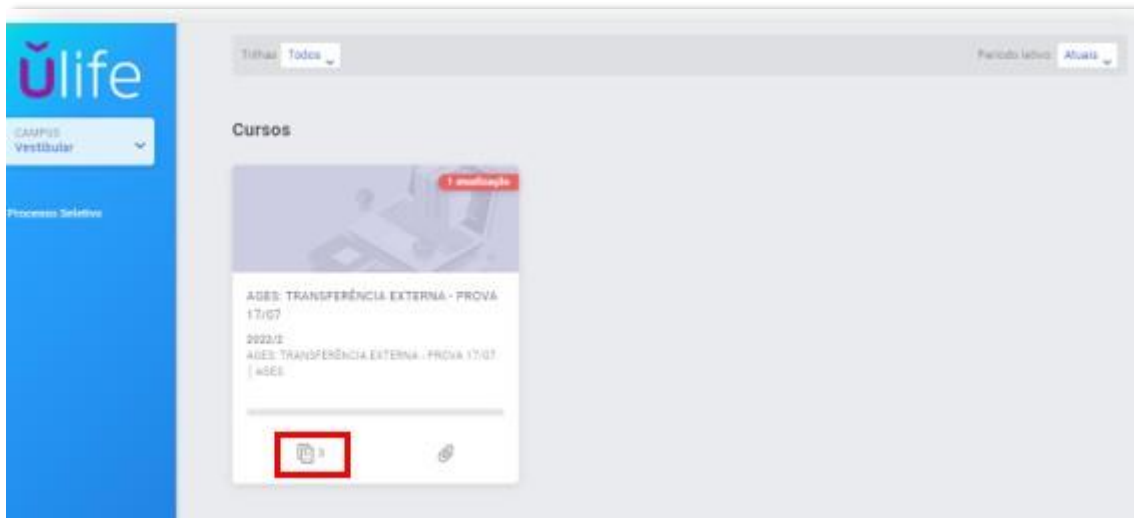 ŭlife
CAMPUS
Vestibular
Processo Seletivo
Trilhas: Todos
Período letivo: Atuais
Cursos
1 atualização
AGES: TRANSFERÊNCIA EXTERNA - PROVA
17/07
2022/2
AGES: TRANSFERÊNCIA EXTERNA - PROVA 17/07
| AGES
3